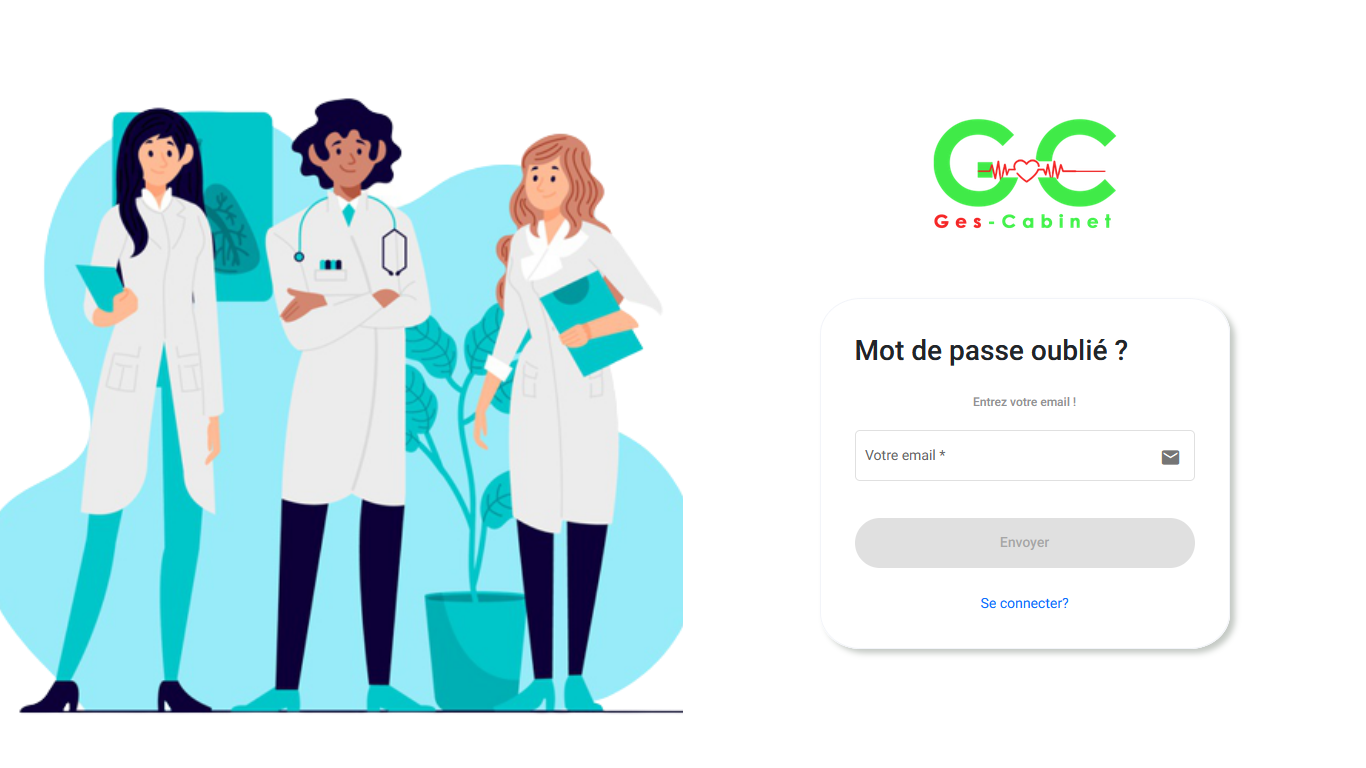 GC
Ges-Cabinet
Mot de passe oublié ?
Entrez votre email !
Votre email *
Envoyer
Se connecter?